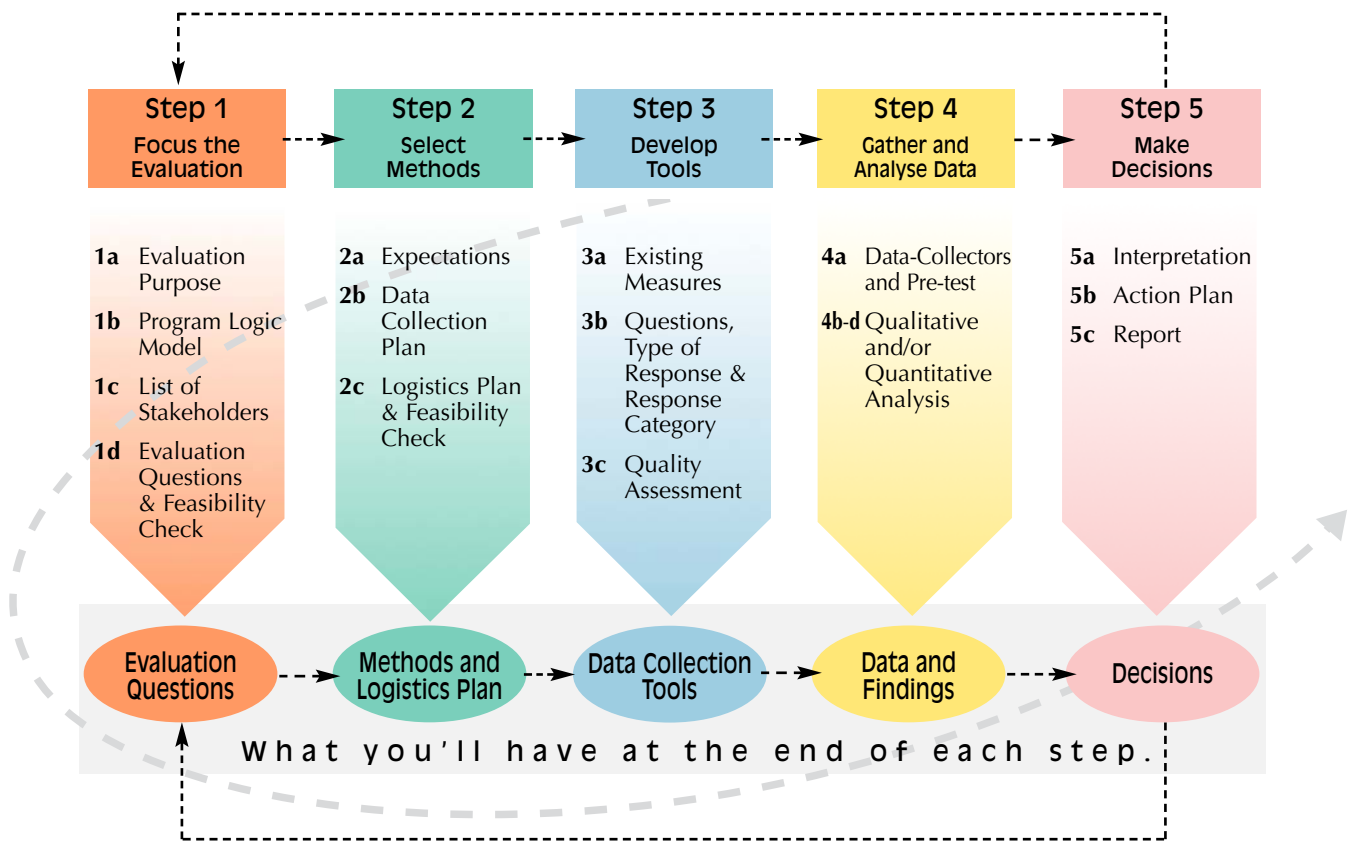 Step 1
Focus the
Evaluation
Step 2
Select
Methods
Step 3
Develop
Tools
Step 4
Gather and
Analyse Data
Step 5
Make
Decisions
1a Evaluation
Purpose
1b Program Logic
Model
1c List of
Stakeholders
1d Evaluation
Questions
& Feasibility
Check
2a Expectations
2b Data
Collection
Plan
2c Logistics Plan
& Feasibility
Check
3a Existing
Measures
3b Questions,
Type of
Response &
Response
Category
3c Quality
Assessment
4a Data-Collectors
and Pre-test
4b-d Qualitative
and/or
Quantitative
Analysis
5a Interpretation
5b Action Plan
5c Report
Evaluation
Questions
Methods and
Logistics Plan
Data Collection
Tools
Data and
Findings
Decisions
What you'll have at the end of each step.